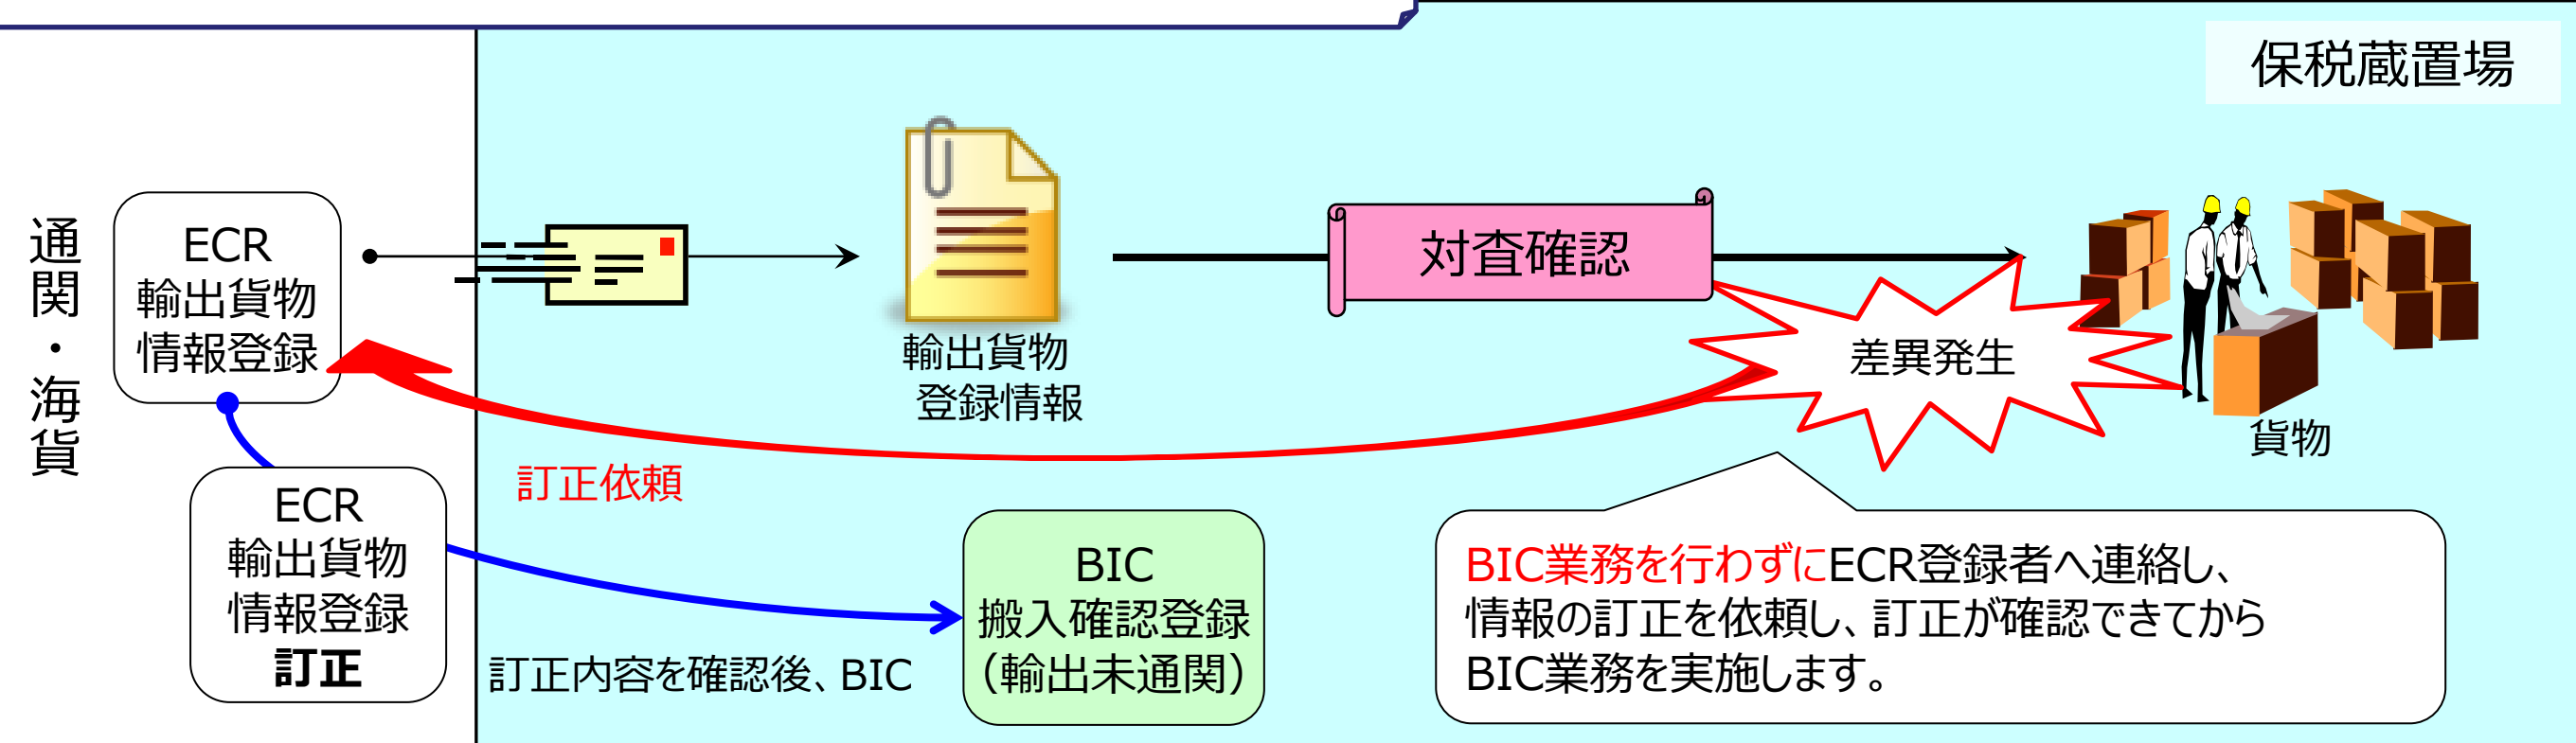 保税蔵置場
通関・海貨
ECR
輸出貨物
情報登録
輸出貨物
登録情報
対査確認
差異発生
貨物
訂正依頼
ECR
輸出貨物
情報登録
訂正
訂正内容を確認後、BIC
BIC
搬入確認登録
（輸出未通関）
BIC業務を行わずにECR登録者へ連絡し、
情報の訂正を依頼し、訂正が確認できてから
BIC業務を実施します。